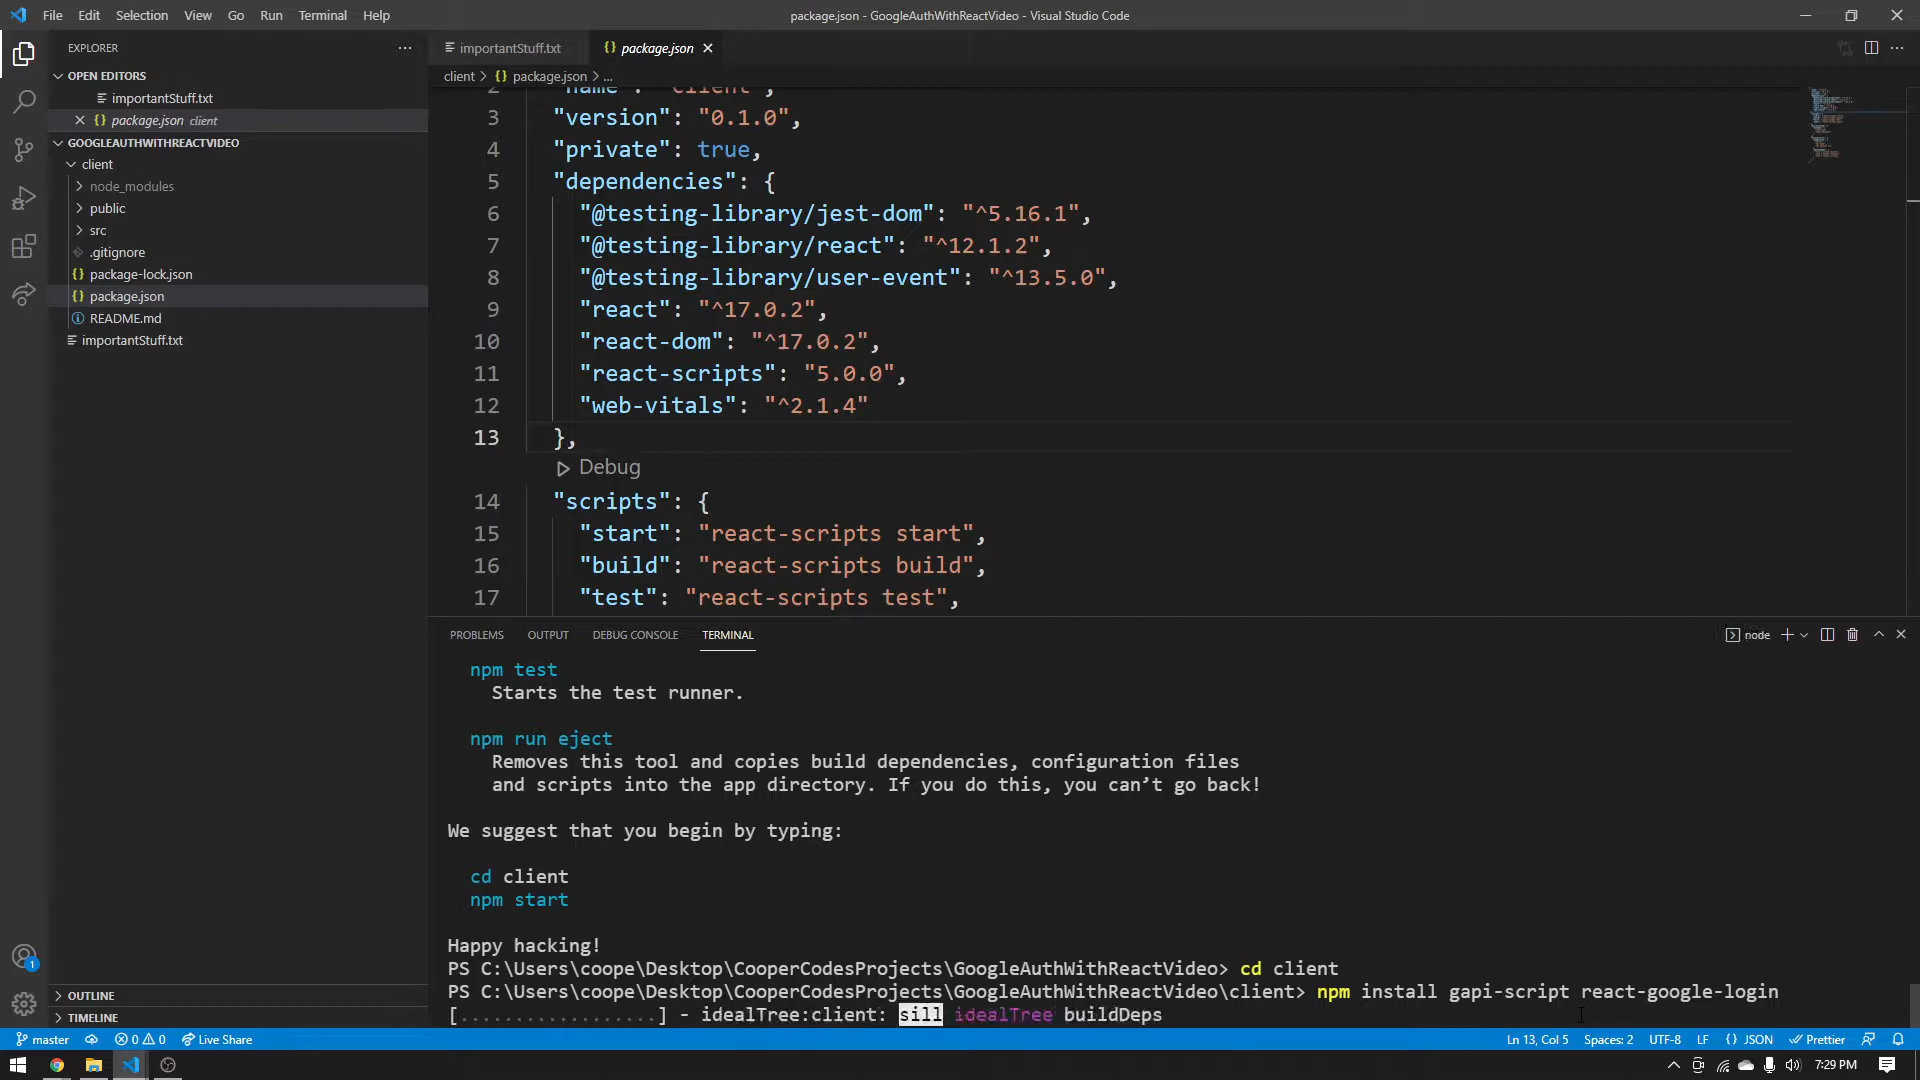 File Edit Selection View Go Run Terminal Help
package.json - GoogleAuthWithReactVideo - Visual Studio Code
EXPLORER
OPEN EDITORS
importantStuff.txt
package.json client
GOOGLEAUTHWITHREACTVIDEO
client
node_modules
public
src
.gitignore
package-lock.json
package.json
README.md
importantStuff.txt
OUTLINE
TIMELINE
importantStuff.txt
package.json
client > package.json > ...
2 "name": "client",
3 "version": "0.1.0",
4 "private": true,
5 "dependencies": {
6 "@testing-library/jest-dom": "^5.16.1",
7 "@testing-library/react": "^12.1.2",
8 "@testing-library/user-event": "^13.5.0",
9 "react": "^17.0.2",
10 "react-dom": "^17.0.2",
11 "react-scripts": "5.0.0",
12 "web-vitals": "^2.1.4"
13 },
Debug
14 "scripts": {
15 "start": "react-scripts start",
16 "build": "react-scripts build",
17 "test": "react-scripts test",
PROBLEMS OUTPUT DEBUG CONSOLE TERMINAL
node
npm test
Starts the test runner.
npm run eject
Removes this tool and copies build dependencies, configuration files
and scripts into the app directory. If you do this, you can’t go back!
We suggest that you begin by typing:
cd client
npm start
Happy hacking!
PS C:\Users\coope\Desktop\CooperCodesProjects\GoogleAuthWithReactVideo> cd client
PS C:\Users\coope\Desktop\CooperCodesProjects\GoogleAuthWithReactVideo\client> npm install gapi-script react-google-login
[..................] - idealTree:client: sill idealTree buildDeps
1
master 0 0 Live Share
Ln 13, Col 5 Spaces: 2 UTF-8 LF {} JSON Prettier
7:29 PM